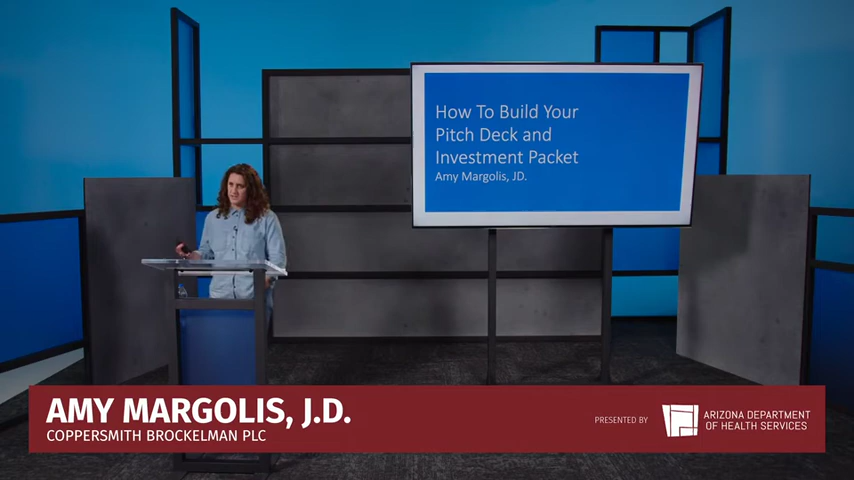 How To Build Your
Pitch Deck and
Investment Packet
Amy Margolis, JD.
AMY MARGOLIS, J.D.
COPPERSMITH BROCKELMAN PLC
PRESENTED BY
ARIZONA DEPARTMENT
OF HEALTH SERVICES